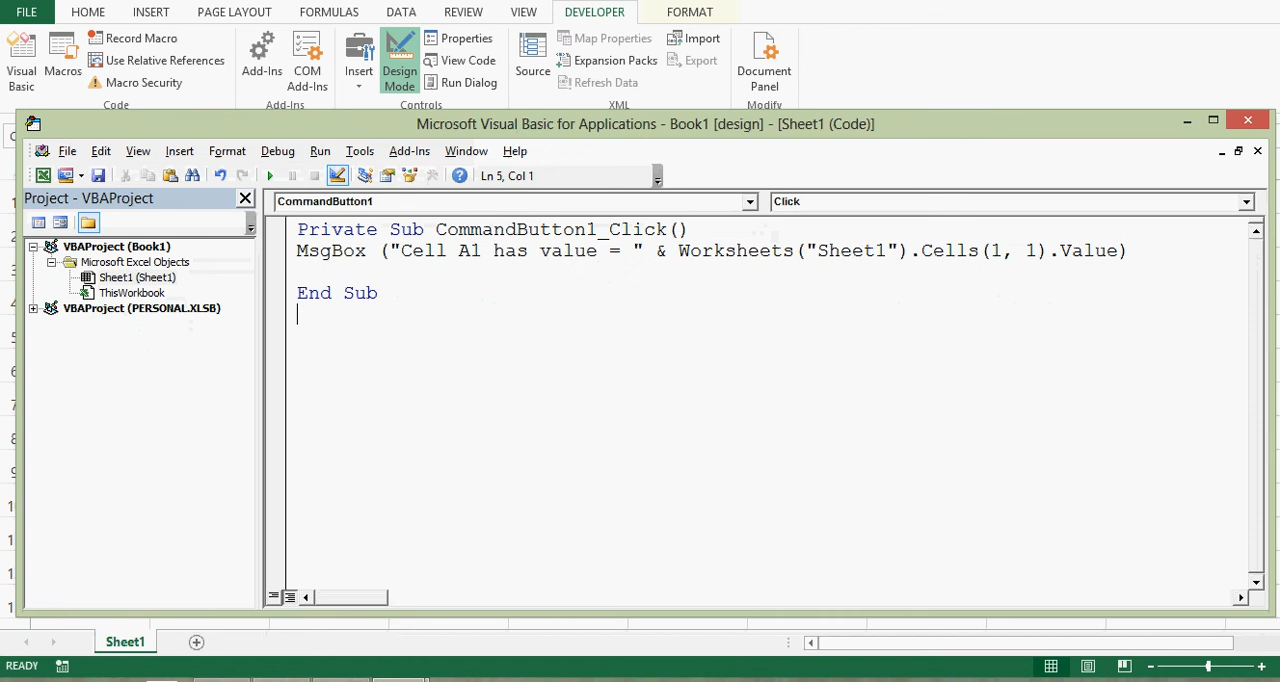 FILE HOME INSERT PAGE LAYOUT FORMULAS DATA REVIEW VIEW DEVELOPER FORMAT
Visual Basic
Macros
Record Macro
Use Relative References
Macro Security
Code
Add-Ins
COM Add-Ins
Add-Ins
Insert
Design Mode
Properties
View Code
Run Dialog
Controls
Source
Map Properties
Expansion Packs
Refresh Data
Import
Export
XML
Document Panel
Modify
Microsoft Visual Basic for Applications - Book1 [design] - [Sheet1 (Code)]
File Edit View Insert Format Debug Run Tools Add-Ins Window Help
Ln 5, Col 1
Project - VBAProject
CommandButton1
Click
VBAProject (Book1)
Microsoft Excel Objects
Sheet1 (Sheet1)
ThisWorkbook
VBAProject (PERSONAL.XLSB)
Private Sub CommandButton1_Click()
MsgBox ("Cell A1 has value = " & Worksheets("Sheet1").Cells(1, 1).Value)
End Sub
Sheet1
READY